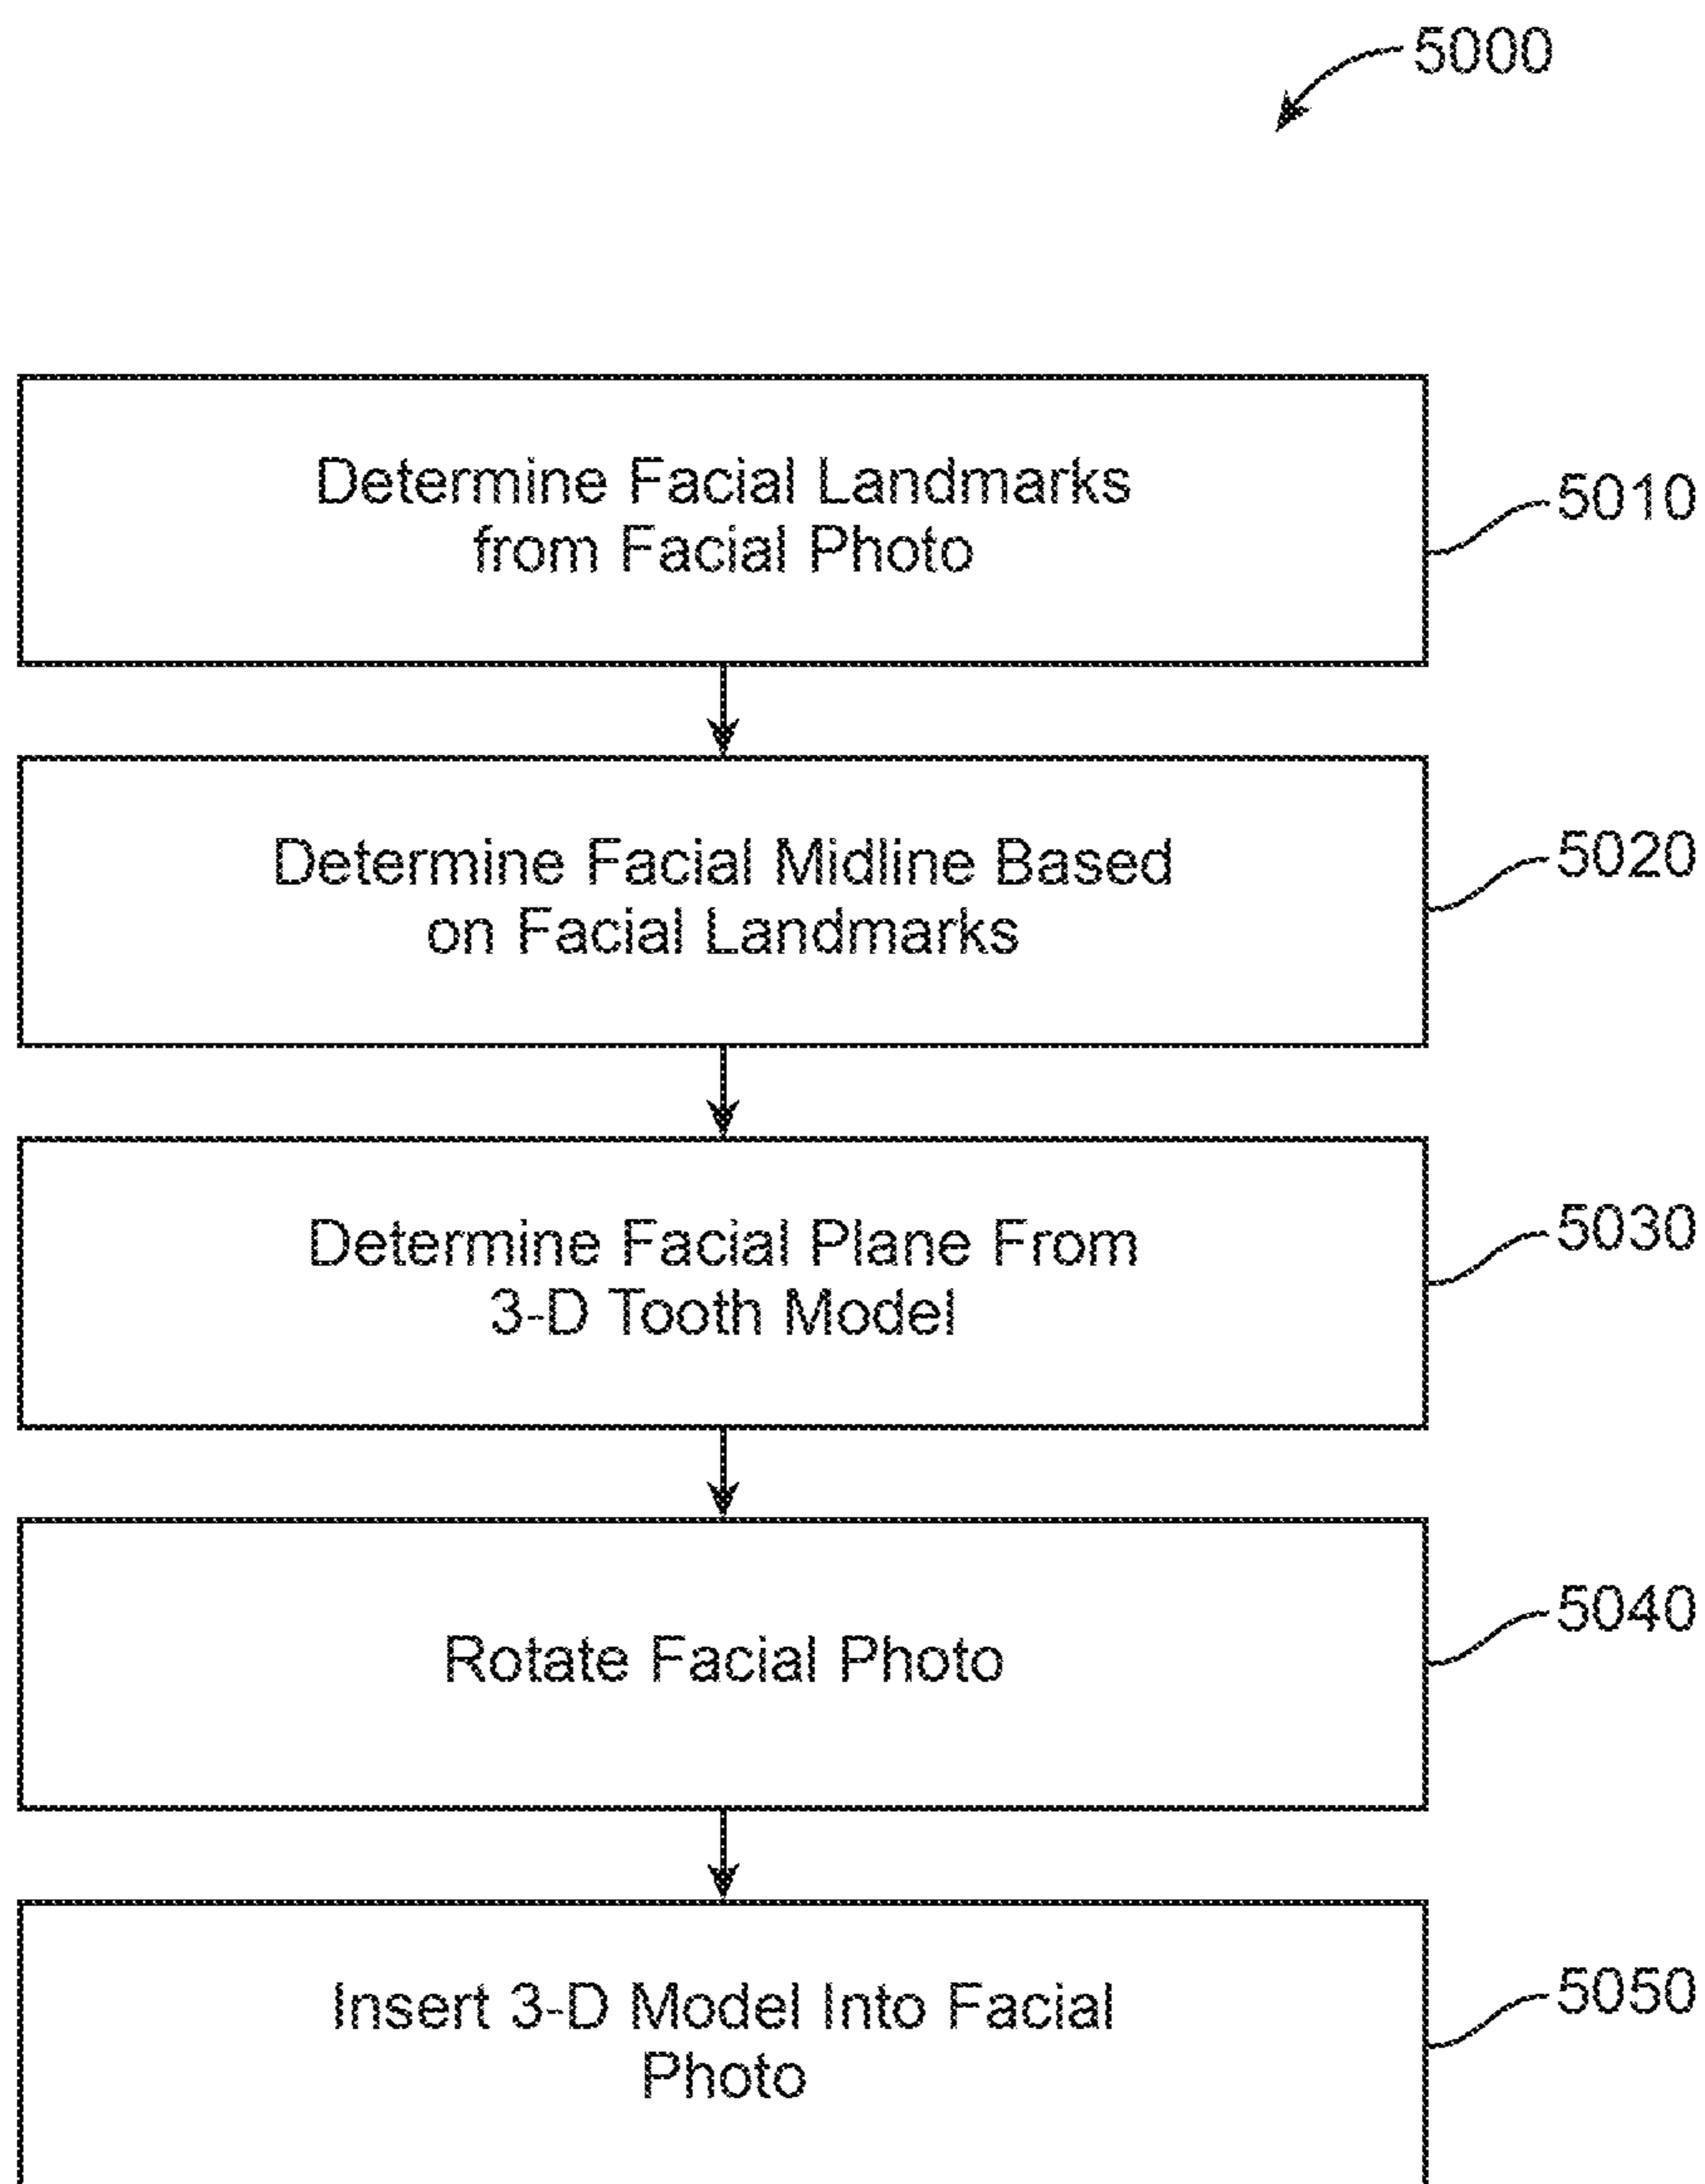 5000
Determine Facial Landmarks
from Facial Photo
5010
Determine Facial Midline Based
on Facial Landmarks
5020
Determine Facial Plane From
3-D Tooth Model
5030
Rotate Facial Photo
5040
Insert 3-D Model Into Facial
Photo
5050